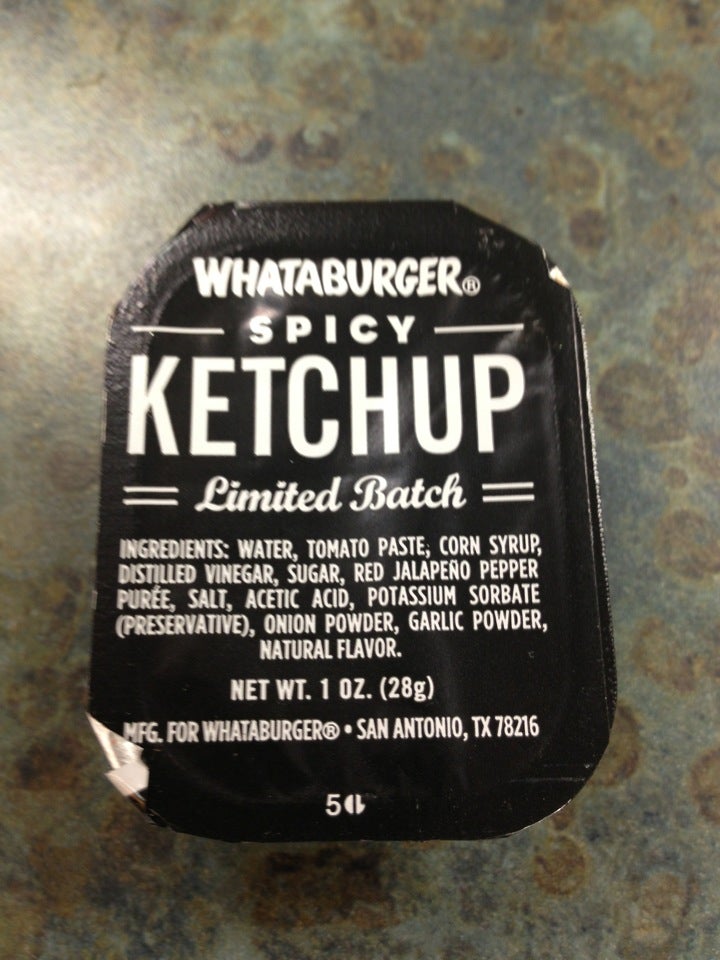 WHATABURGER®
SPICY
KETCHUP
Limited Batch
INGREDIENTS: WATER, TOMATO PASTE, CORN SYRUP,
DISTILLED VINEGAR, SUGAR, RED JALAPEÑO PEPPER
PURÉE, SALT, ACETIC ACID, POTASSIUM SORBATE
(PRESERVATIVE), ONION POWDER, GARLIC POWDER,
NATURAL FLAVOR.
NET WT. 1 OZ. (28g)
MFG. FOR WHATABURGER® • SAN ANTONIO, TX 78216